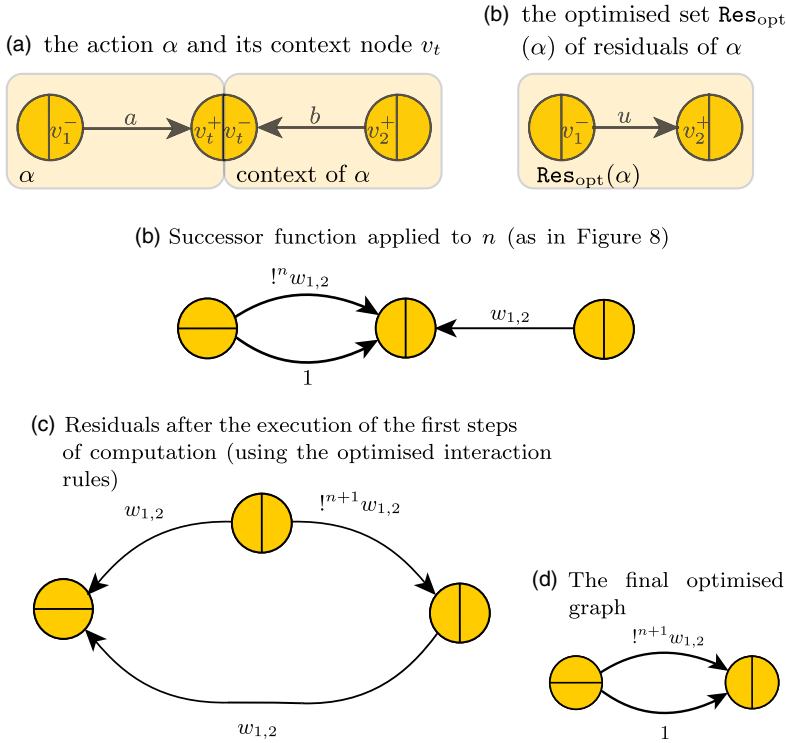 (a) the action α and its context node v_t
(b) the optimised set Res_opt
(α) of residuals of α
v_1^- a v_t^+ v_t^- b v_2^+
α
context of α
v_1^- u v_2^+
Res_opt(α)
(b) Successor function applied to n (as in Figure 8)
!^n w_{1,2}
w_{1,2}
1
(c) Residuals after the execution of the first steps
of computation (using the optimised interaction
rules)
w_{1,2}
!^{n+1} w_{1,2}
w_{1,2}
(d) The final optimised
graph
!^{n+1} w_{1,2}
1